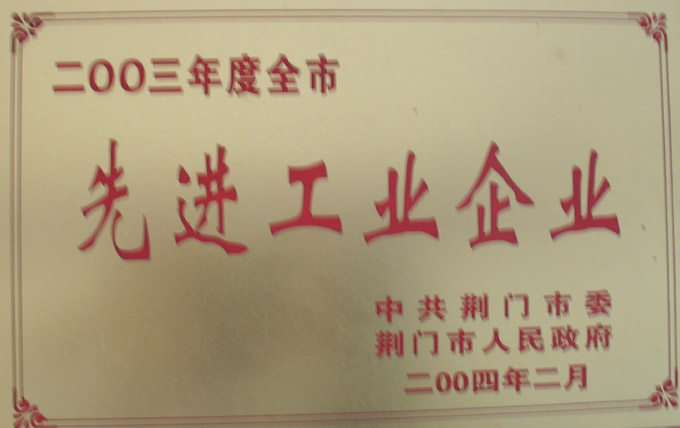 二OO三年度全市
先进工业企业
中共荆门市委
荆门市人民政府
二OO四年二月